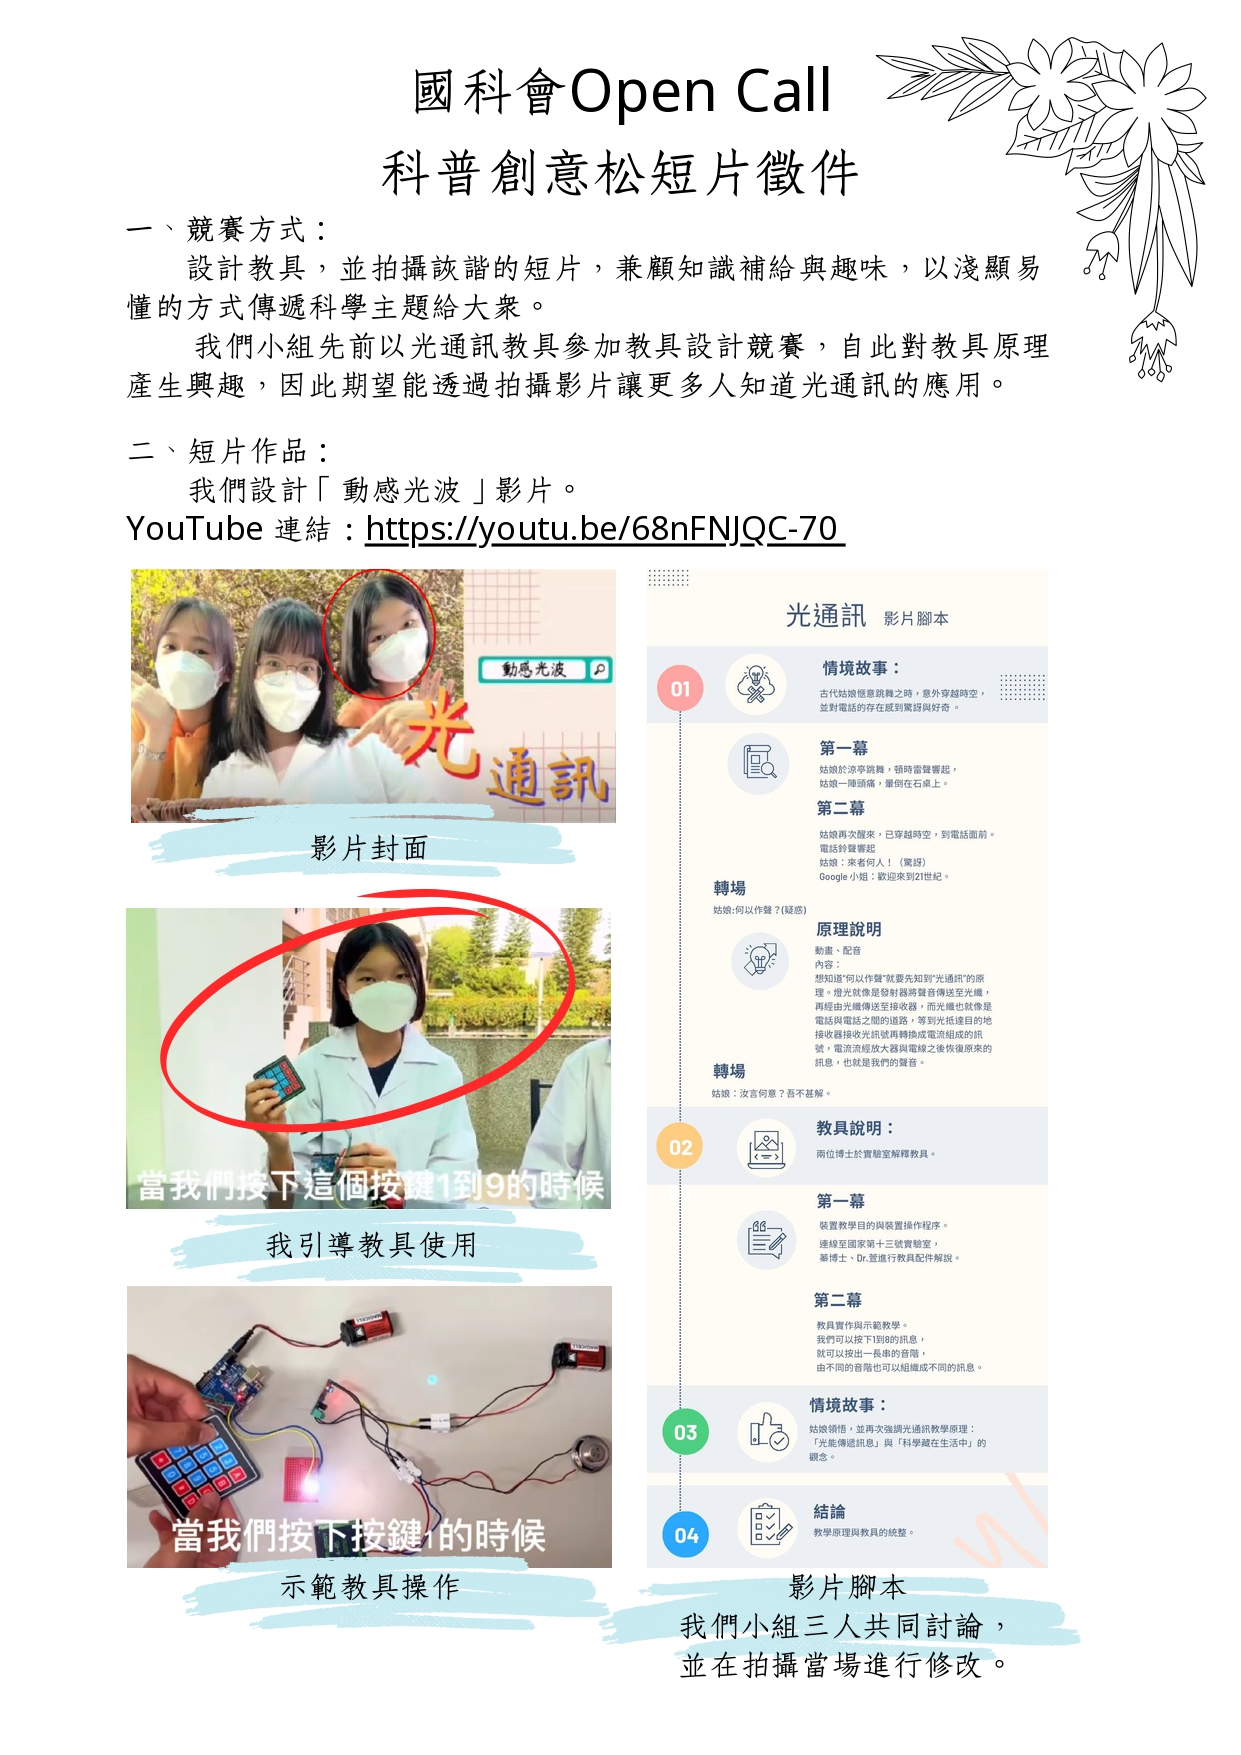 國科會Open Call
科普創意松短片徵件
一、競賽方式：
設計教具，並拍攝詼諧的短片，兼顧知識補給與趣味，以淺顯易
懂的方式傳遞科學主題給大眾。
我們小組先前以光通訊教具參加教具設計競賽，自此對教具原理
產生興趣，因此期望能透過拍攝影片讓更多人知道光通訊的應用。
二、短片作品：
我們設計「動感光波」影片。
YouTube 連結：https://youtu.be/68nFNJQC-70
動感光波
光通訊
影片封面
當我們按下這個按鍵1到9的時候
我引導教具使用
當我們按下按鍵1的時候
示範教具操作
光通訊 影片腳本
01
情境故事：
古代姑娘愜意跳舞之時，意外穿越時空，
並對電話的存在感到驚訝與好奇。
第一幕
姑娘於涼亭跳舞，頓時雷聲響起，
姑娘一陣頭痛，暈倒在石桌上。
第二幕
姑娘再次醒來，已穿越時空，到電話面前。
電話鈴聲響起
姑娘：來者何人！（驚訝）
Google 小姐：歡迎來到21世紀。
轉場
姑娘:何以作聲？(疑惑)
原理說明
動畫、配音
內容：
想知道“何以作聲”就要先知到“光通訊”的原
理。燈光就像是發射器將聲音傳送至光纖，
再經由光纖傳送至接收器，而光纖也就像是
電話與電話之間的道路，等到光抵達目的地
接收器接收光訊號再轉換成電流組成的訊
號，電流流經放大器與電線之後恢復原來的
訊息，也就是我們的聲音。
轉場
姑娘：汝言何意？吾不甚解。
02
教具說明：
兩位博士於實驗室解釋教具。
第一幕
裝置教學目的與裝置操作程序。
連線至國家第十三號實驗室，
蓁博士、Dr.萱進行教具配件解說。
第二幕
教具實作與示範教學。
我們可以按下1到8的訊息，
就可以按出一長串的音階，
由不同的音階也可以組織成不同的訊息。
03
情境故事：
姑娘領悟，並再次強調光通訊教學原理：
「光能傳遞訊息」與「科學藏在生活中」的
觀念。
04
結論
教學原理與教具的統整。
影片腳本
我們小組三人共同討論，
並在拍攝當場進行修改。